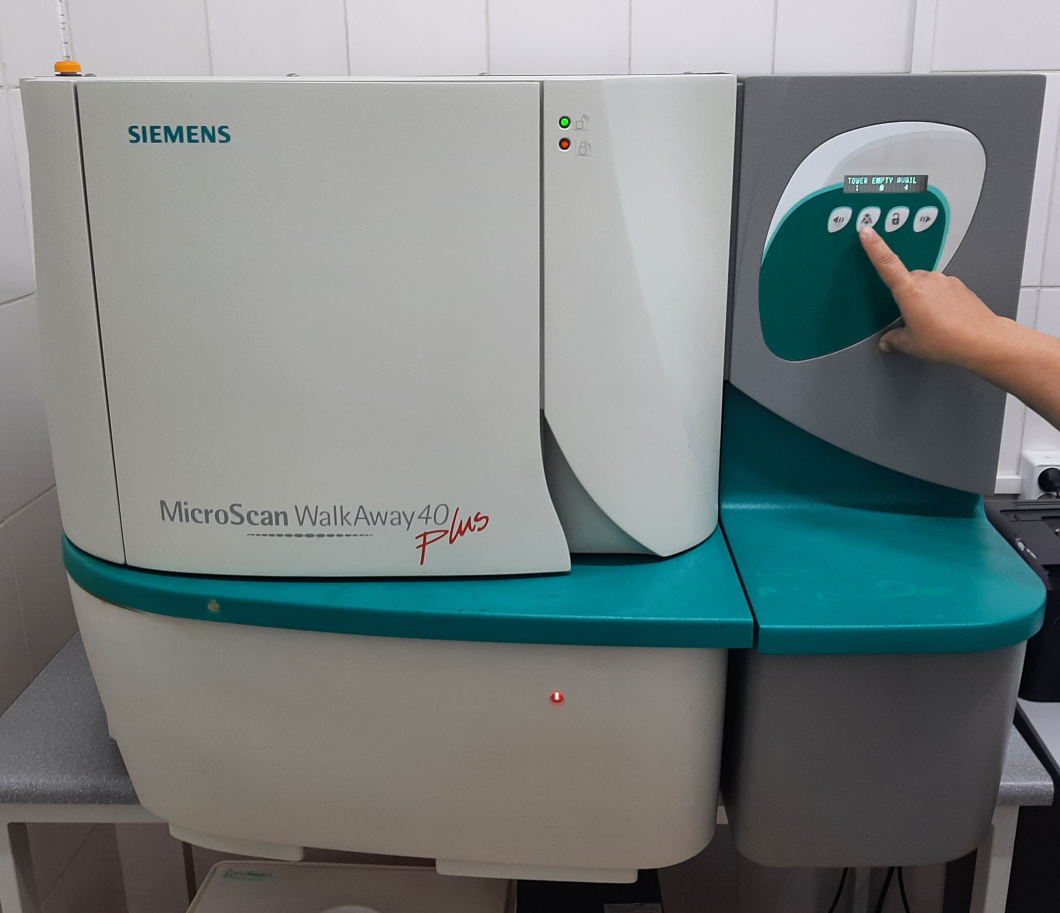 SIEMENS
TOWER EMPTY AVAIL
1 0 4
MicroScan WalkAway 40
plus